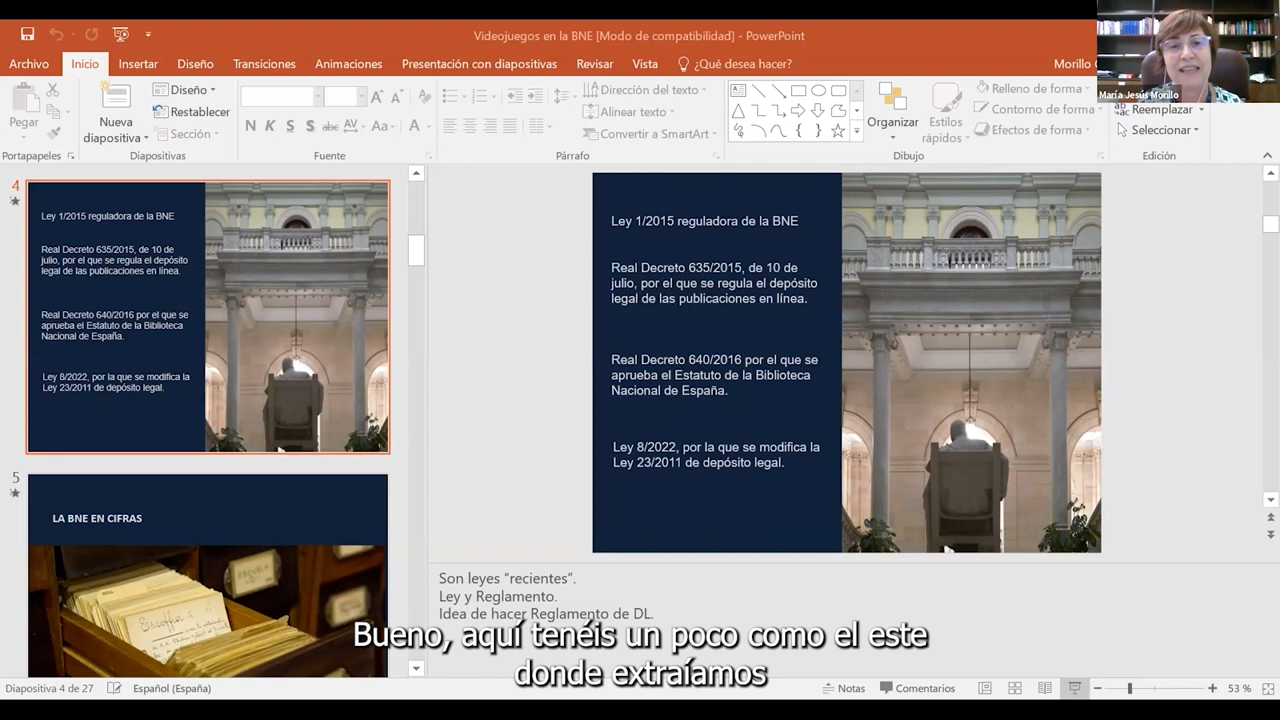 Videojuegos en la BNE [Modo de compatibilidad] - PowerPoint
Archivo Inicio Insertar Diseño Transiciones Animaciones Presentación con diapositivas Revisar Vista ¿Qué desea hacer? Morillo
María Jesús Morillo
Pegar
Portapapeles
Nueva
diapositiva
Diseño
Restablecer
Sección
Diapositivas
N K S S abc AV Aa A
Fuente
Dirección del texto
Alinear texto
Convertir a SmartArt
Párrafo
Organizar
Estilos
rápidos
Relleno de forma
Contorno de forma
Efectos de forma
Dibujo
Reemplazar
Seleccionar
Edición
4
Ley 1/2015 reguladora de la BNE
Real Decreto 635/2015, de 10 de
julio, por el que se regula el depósito
legal de las publicaciones en línea.
Real Decreto 640/2016 por el que se
aprueba el Estatuto de la Biblioteca
Nacional de España.
Ley 8/2022, por la que se modifica la
Ley 23/2011 de depósito legal.
5
LA BNE EN CIFRAS
Ley 1/2015 reguladora de la BNE
Real Decreto 635/2015, de 10 de
julio, por el que se regula el depósito
legal de las publicaciones en línea.
Real Decreto 640/2016 por el que se
aprueba el Estatuto de la Biblioteca
Nacional de España.
Ley 8/2022, por la que se modifica la
Ley 23/2011 de depósito legal.
Son leyes “recientes”.
Ley y Reglamento.
Idea de hacer Reglamento de DL.
Bueno, aquí tenéis un poco como el este
donde extraíamos
Diapositiva 4 de 27 Español (España) Notas Comentarios 53 %